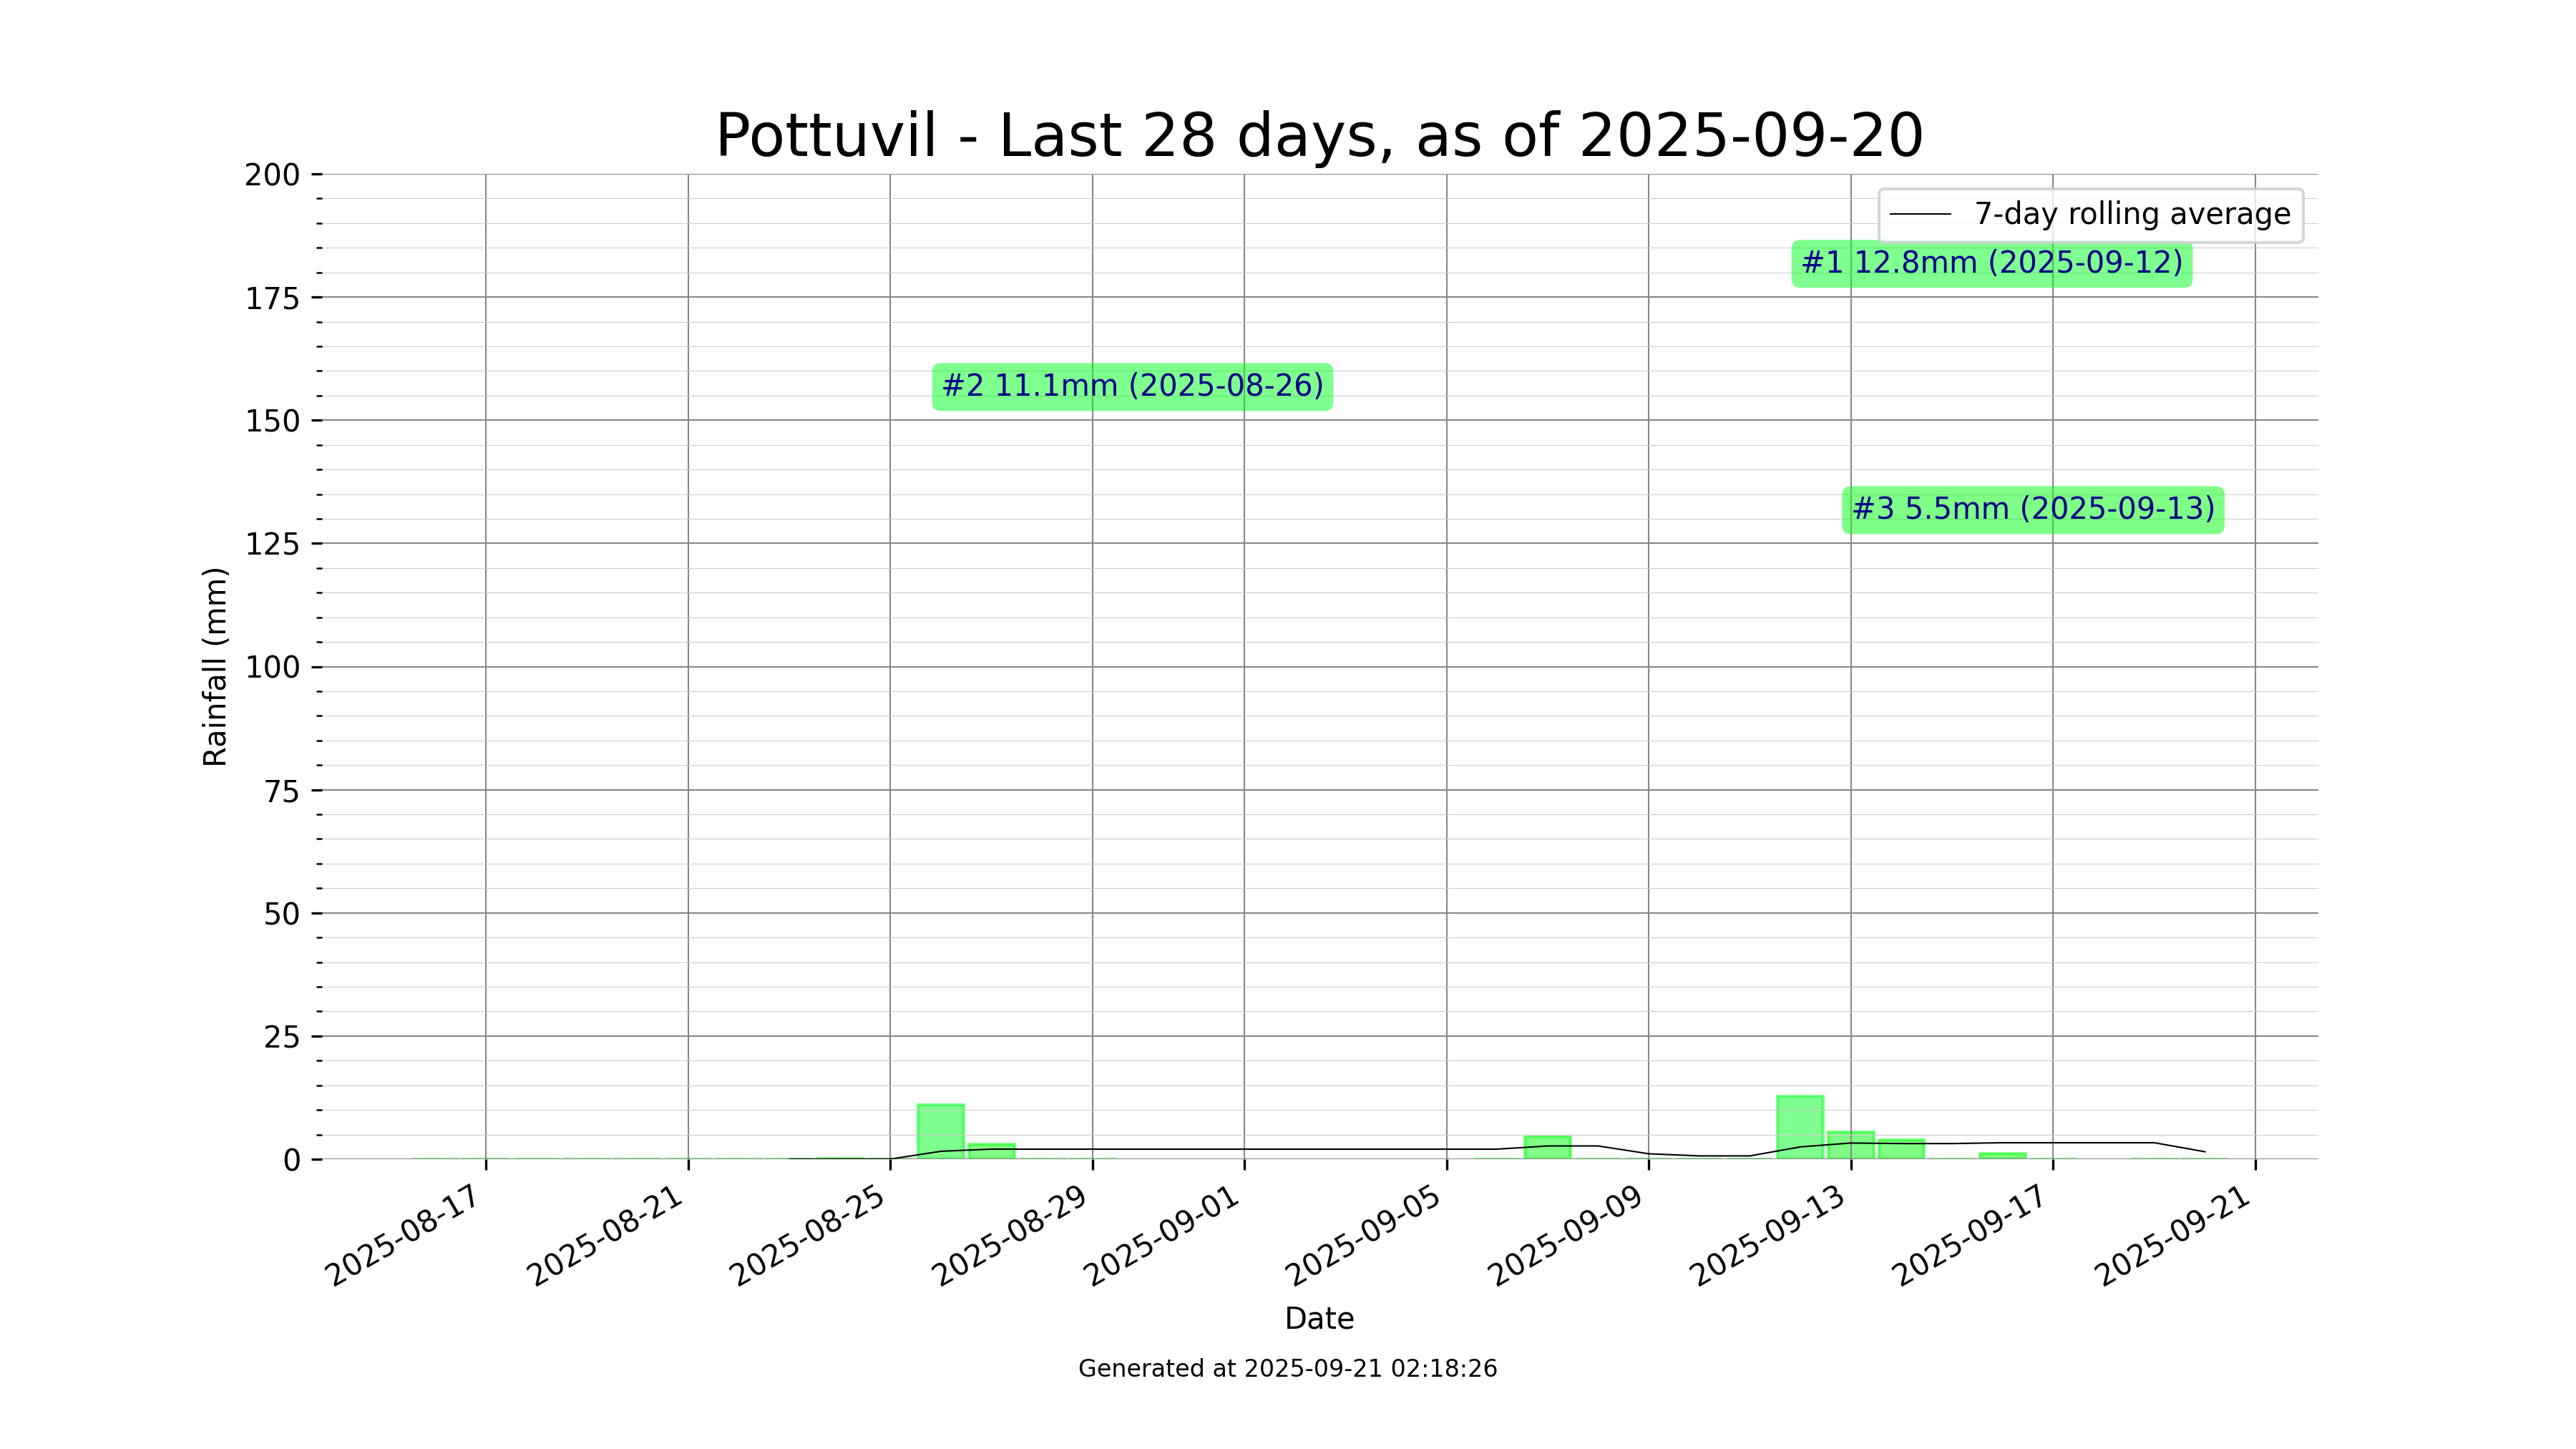 Pottuvil - Last 28 days, as of 2025-09-20
200
175
150
125
100
75
50
25
0
Rainfall (mm)
7-day rolling average
#1 12.8mm (2025-09-12)
#2 11.1mm (2025-08-26)
#3 5.5mm (2025-09-13)
2025-08-17
2025-08-21
2025-08-25
2025-08-29
2025-09-01
2025-09-05
2025-09-09
2025-09-13
2025-09-17
2025-09-21
Date
Generated at 2025-09-21 02:18:26